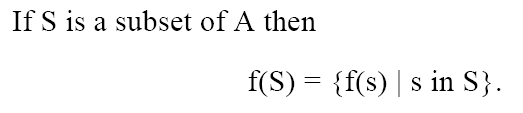 If S is a subset of A then
f(S) = {f(s) | s in S}.